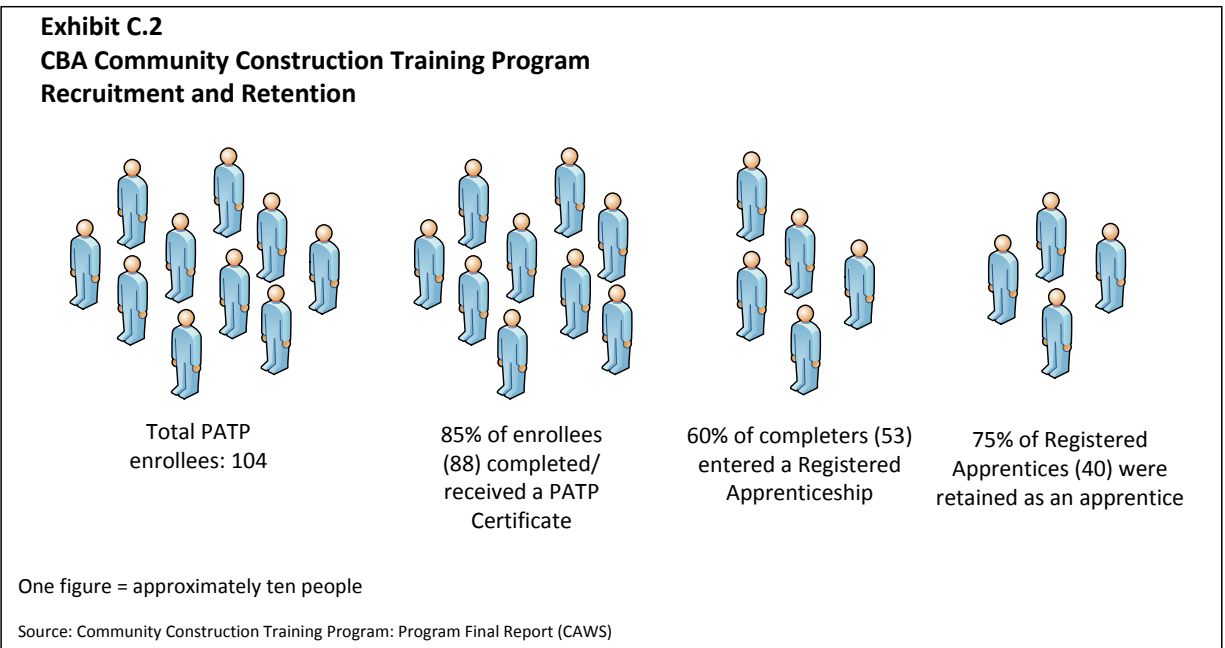 Exhibit C.2
CBA Community Construction Training Program
Recruitment and Retention
Total PATP
enrollees: 104
85% of enrollees
(88) completed/
received a PATP
Certificate
60% of completers (53)
entered a Registered
Apprenticeship
75% of Registered
Apprentices (40) were
retained as an apprentice
One figure = approximately ten people
Source: Community Construction Training Program: Program Final Report (CAWS)